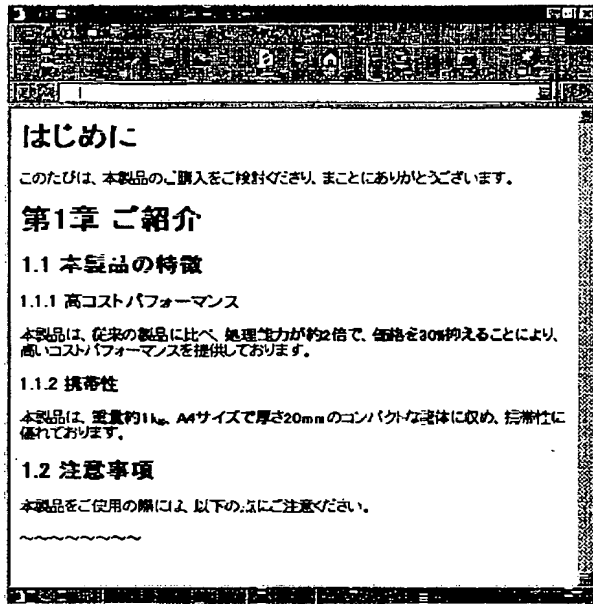 はじめに
このたびは、本製品のご購入をご検討くださり、まことにありがとうございます。
第1章 ご紹介
1.1 本製品の特徴
1.1.1 高コストパフォーマンス
本製品は、従来の製品に比べ、処理能力が約2倍で、価格を30%抑えることにより、
高いコストパフォーマンスを提供しております。
1.1.2 携帯性
本製品は、重量約1kg、A4サイズで厚さ20mmのコンパクトな筐体に収め、携帯性に
優れております。
1.2 注意事項
本製品をご使用の際には、以下の点にご注意ください。
～～～～～～～～